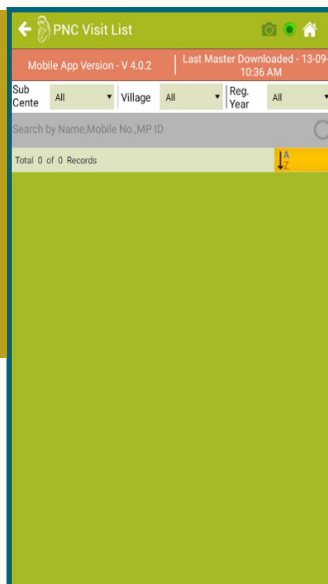 PNC Visit List
Mobile App Version - V 4.0.2
Last Master Downloaded - 13-09-
10:36 AM
Sub
Cente
All
Village
All
Reg.
Year
All
Search by Name,Mobile No.,MP ID
Total 0 of 0 Records
A
Z